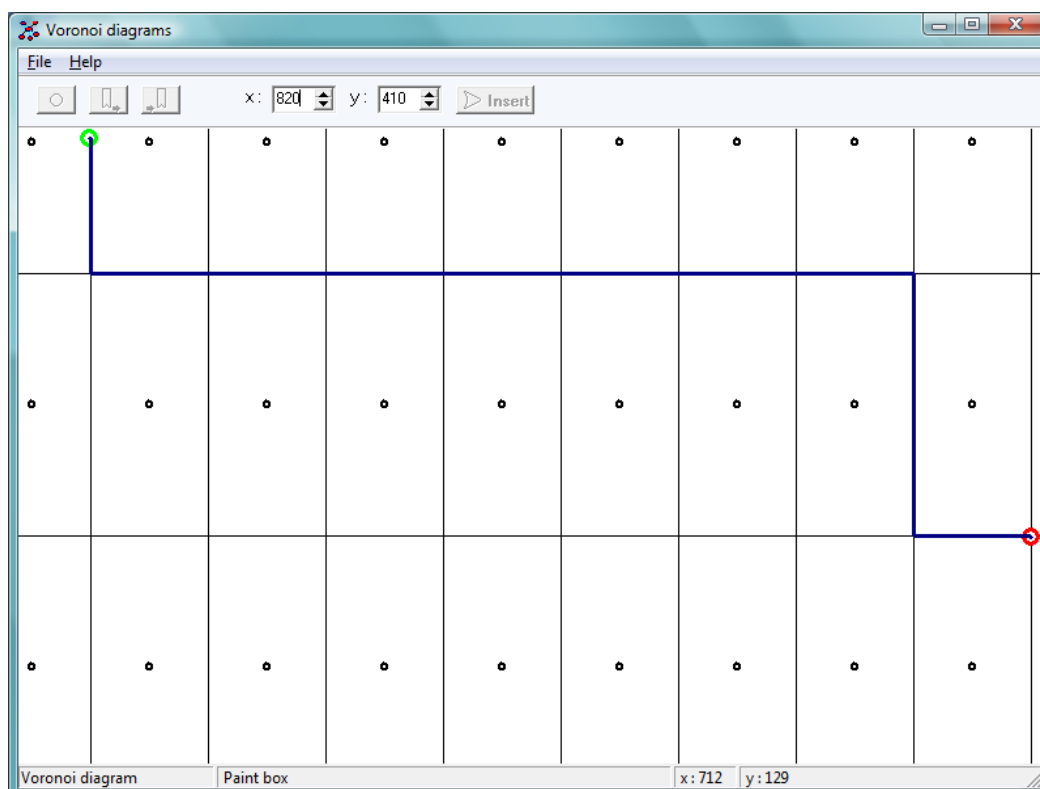 Voronoi diagrams
File Help
x: 820 y: 410 Insert
Voronoi diagram Paint box x:712 y:129